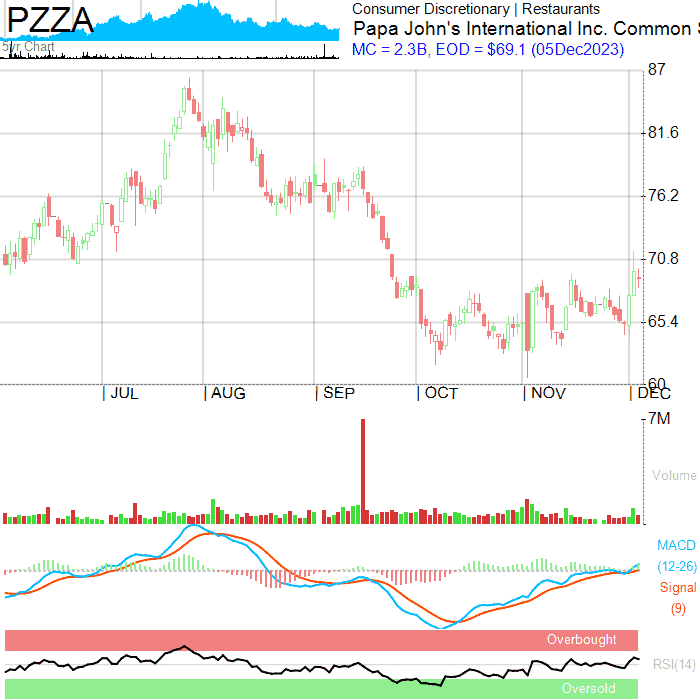 PZZA
5yr Chart
Consumer Discretionary | Restaurants
Papa John's International Inc. Common S
MC = 2.3B, EOD = $69.1 (05Dec2023)
87
81.6
76.2
70.8
65.4
60
| JUL | AUG | SEP | OCT | NOV | DEC
7M
Volume
MACD
(12-26)
Signal
(9)
Overbought
RSI(14)
Oversold